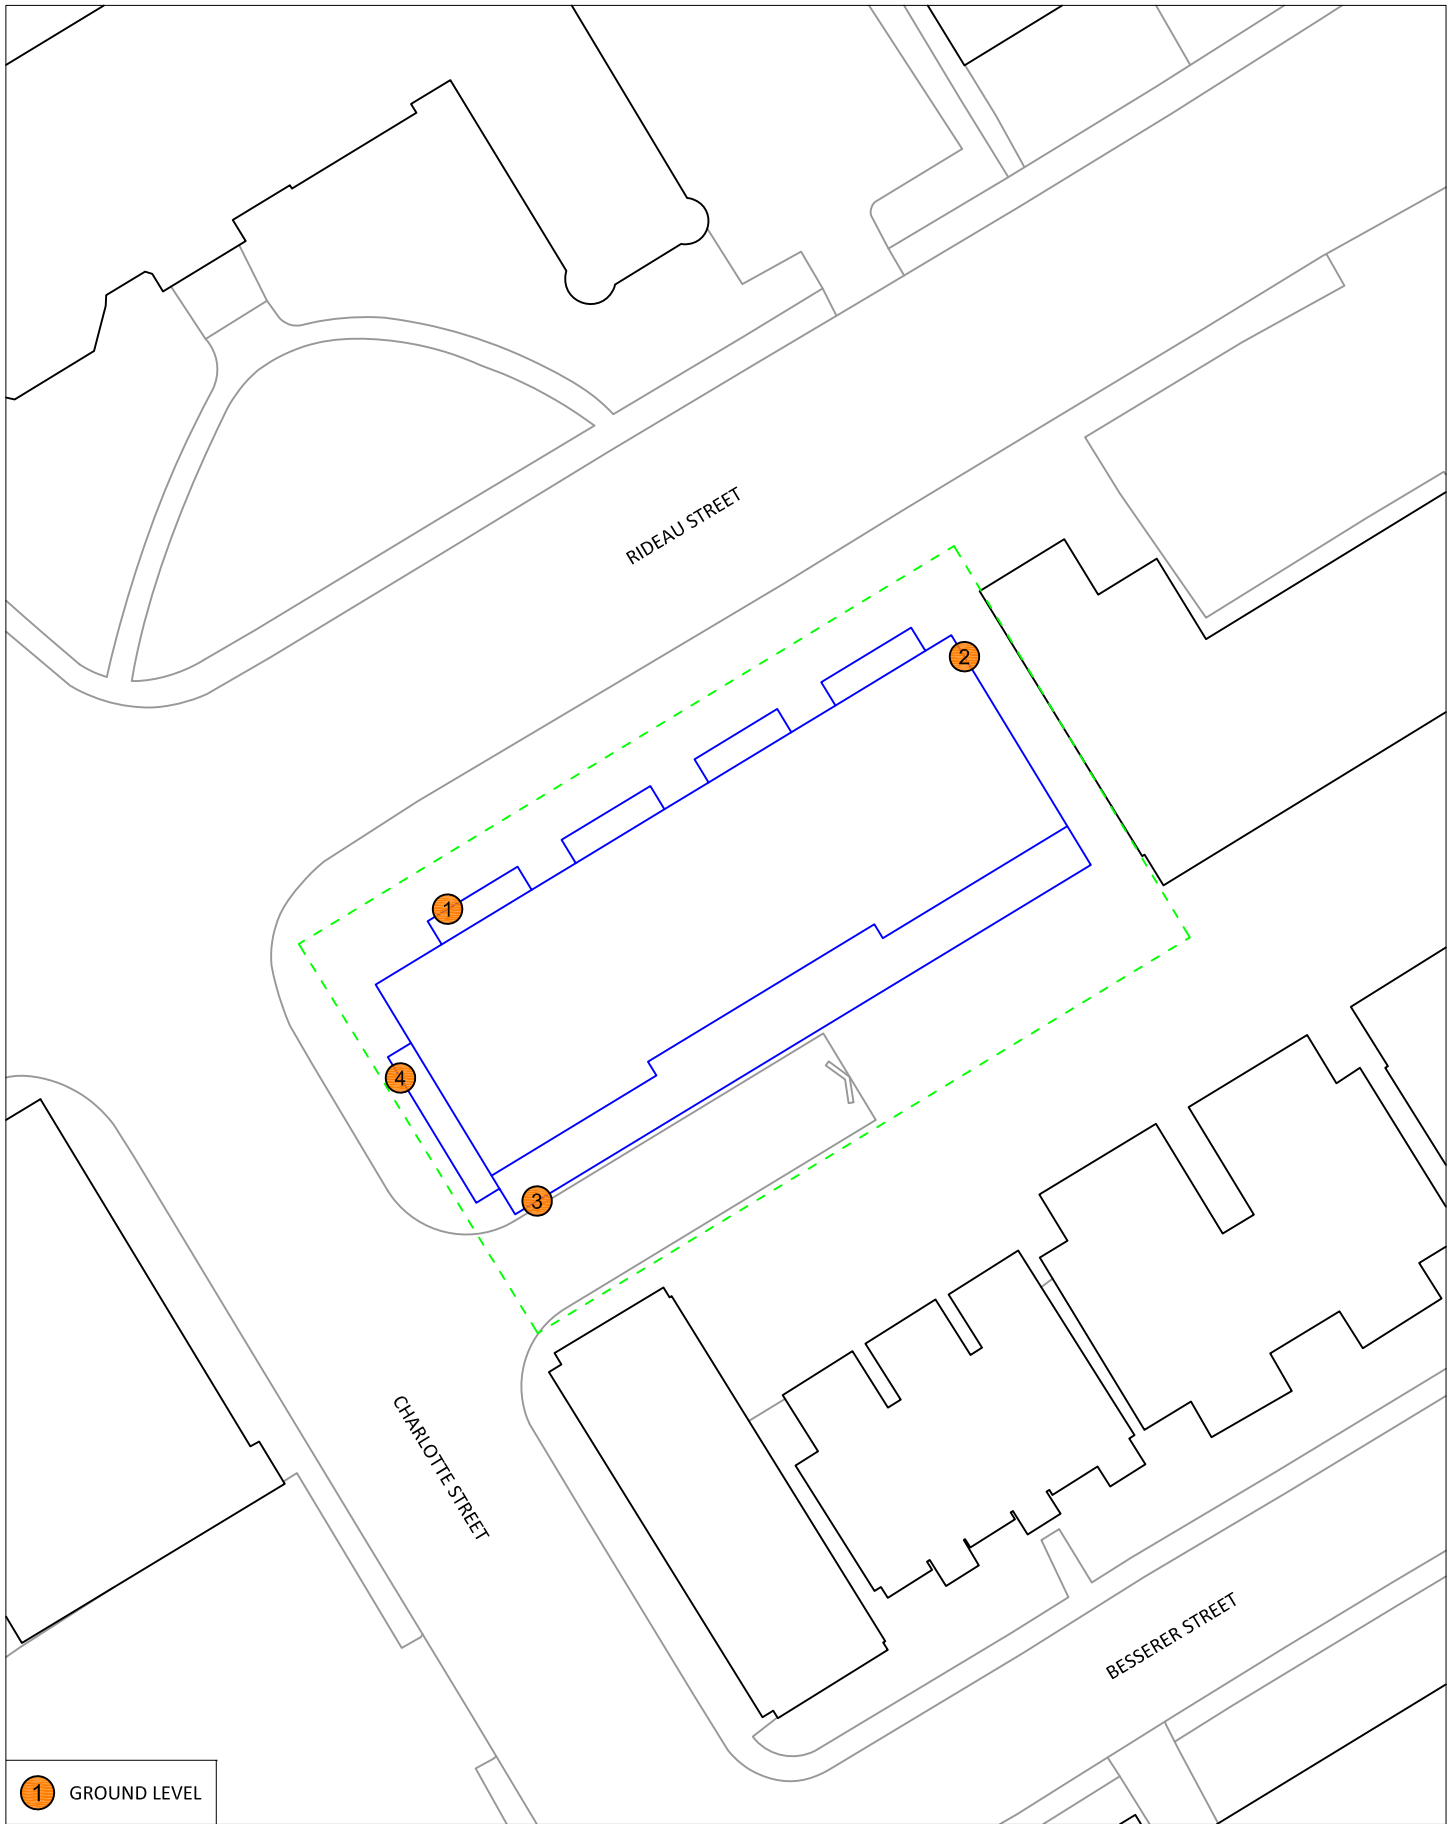 RIDEAU STREET
2
1
4
3
CHARLOTTE STREET
BESSERER STREET
1 GROUND LEVEL